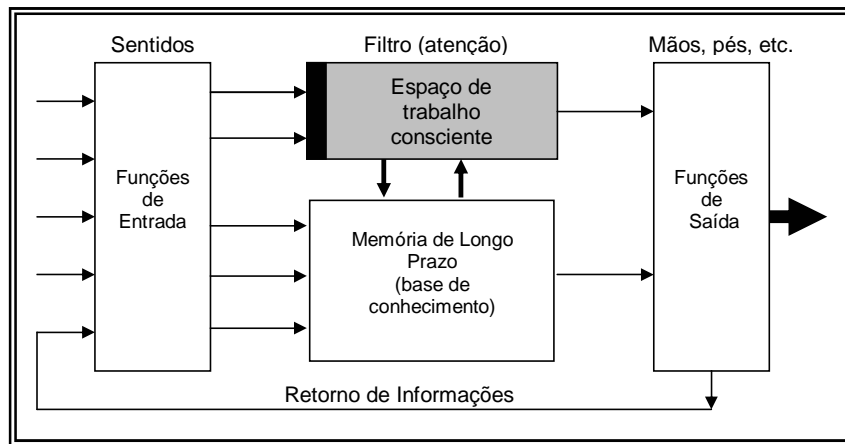 Sentidos
Filtro (atenção)
Mãos, pés, etc.
Funções
de
Entrada
Espaço de
trabalho
consciente
Memória de Longo
Prazo
(base de
conhecimento)
Funções
de
Saída
Retorno de Informações